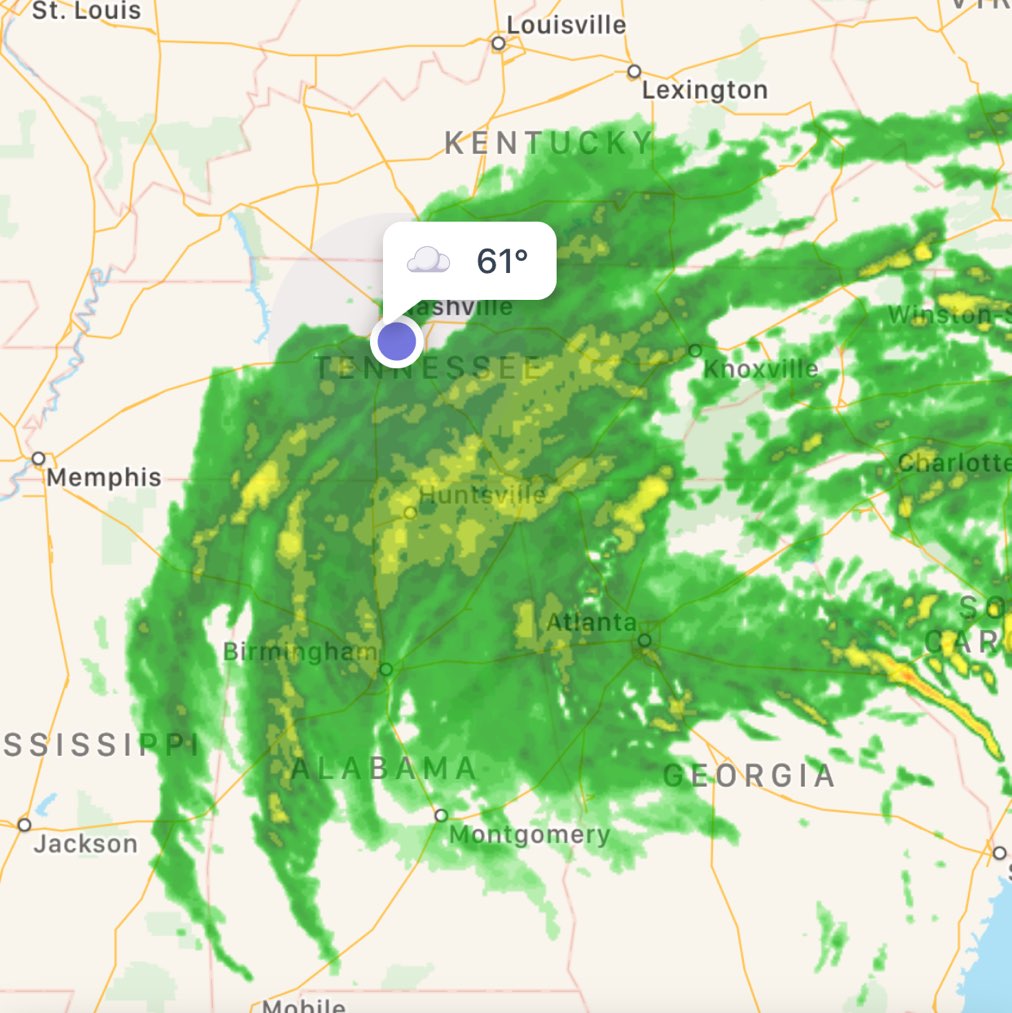 St. Louis
Louisville
Lexington
KENTUCKY
61°
ashville
TENNESSEE
Winston-S
Knoxville
Memphis
Charlotte
Huntsville
SO
CAR
Atlanta
Birmingham
SSISSIPPI
ALABAMA
GEORGIA
Montgomery
Jackson
Mobile